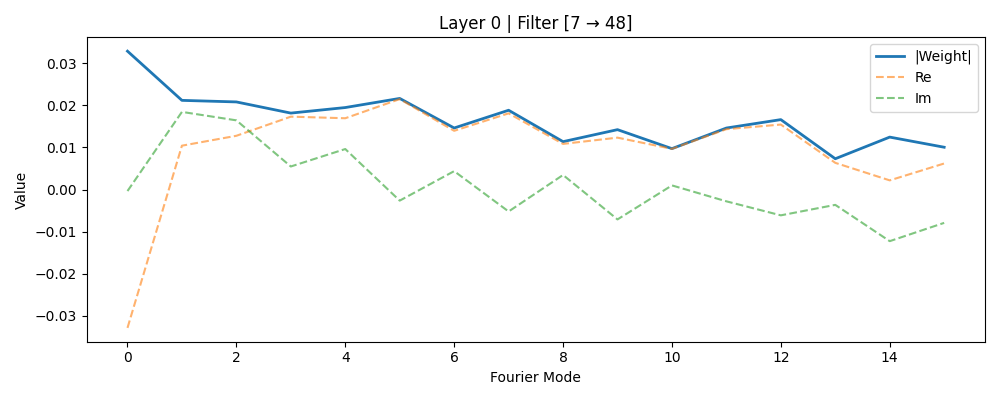 Layer 0 | Filter [7 → 48]
|Weight|
Re
Im
0.03
0.02
0.01
0.00
−0.01
−0.02
−0.03
Value
0 2 4 6 8 10 12 14
Fourier Mode